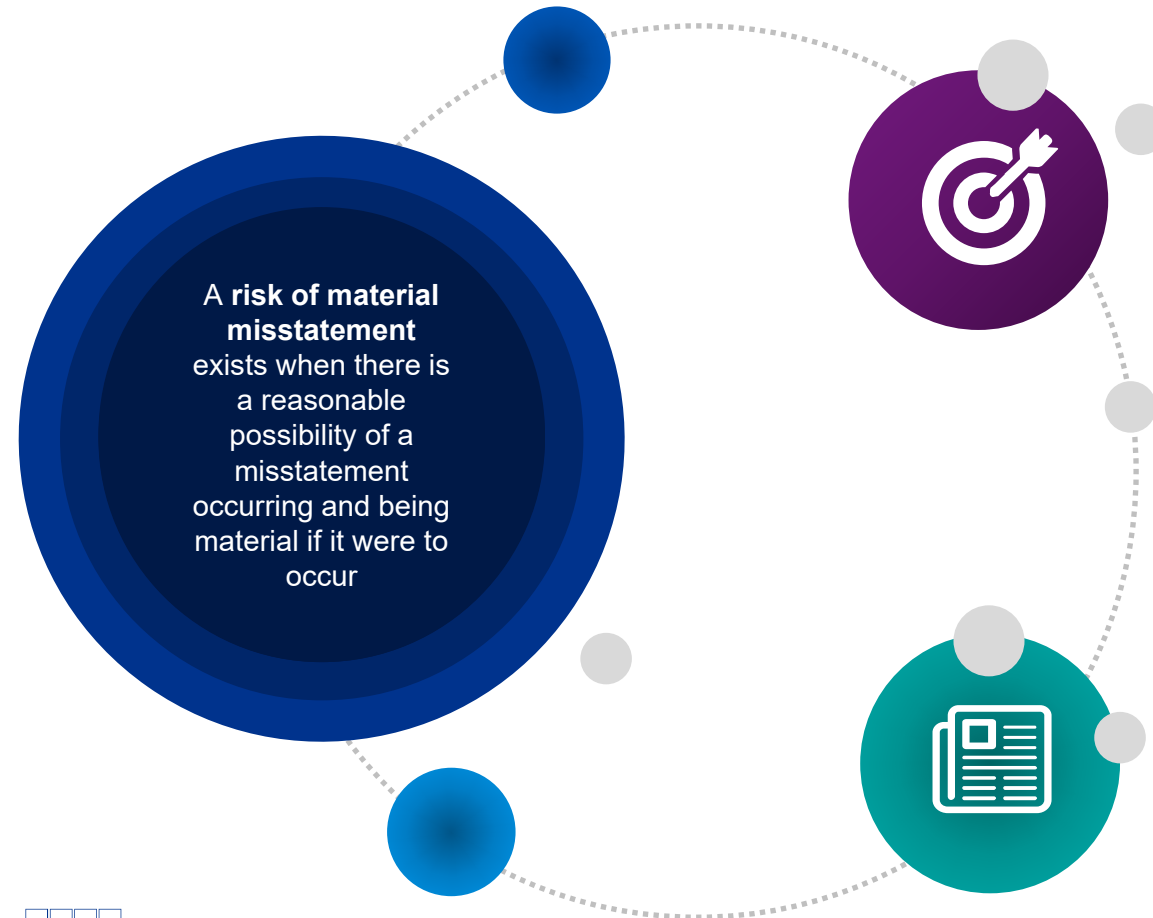 A risk of material
misstatement
exists when there is
a reasonable
possibility of a
misstatement
occurring and being
material if it were to
occur